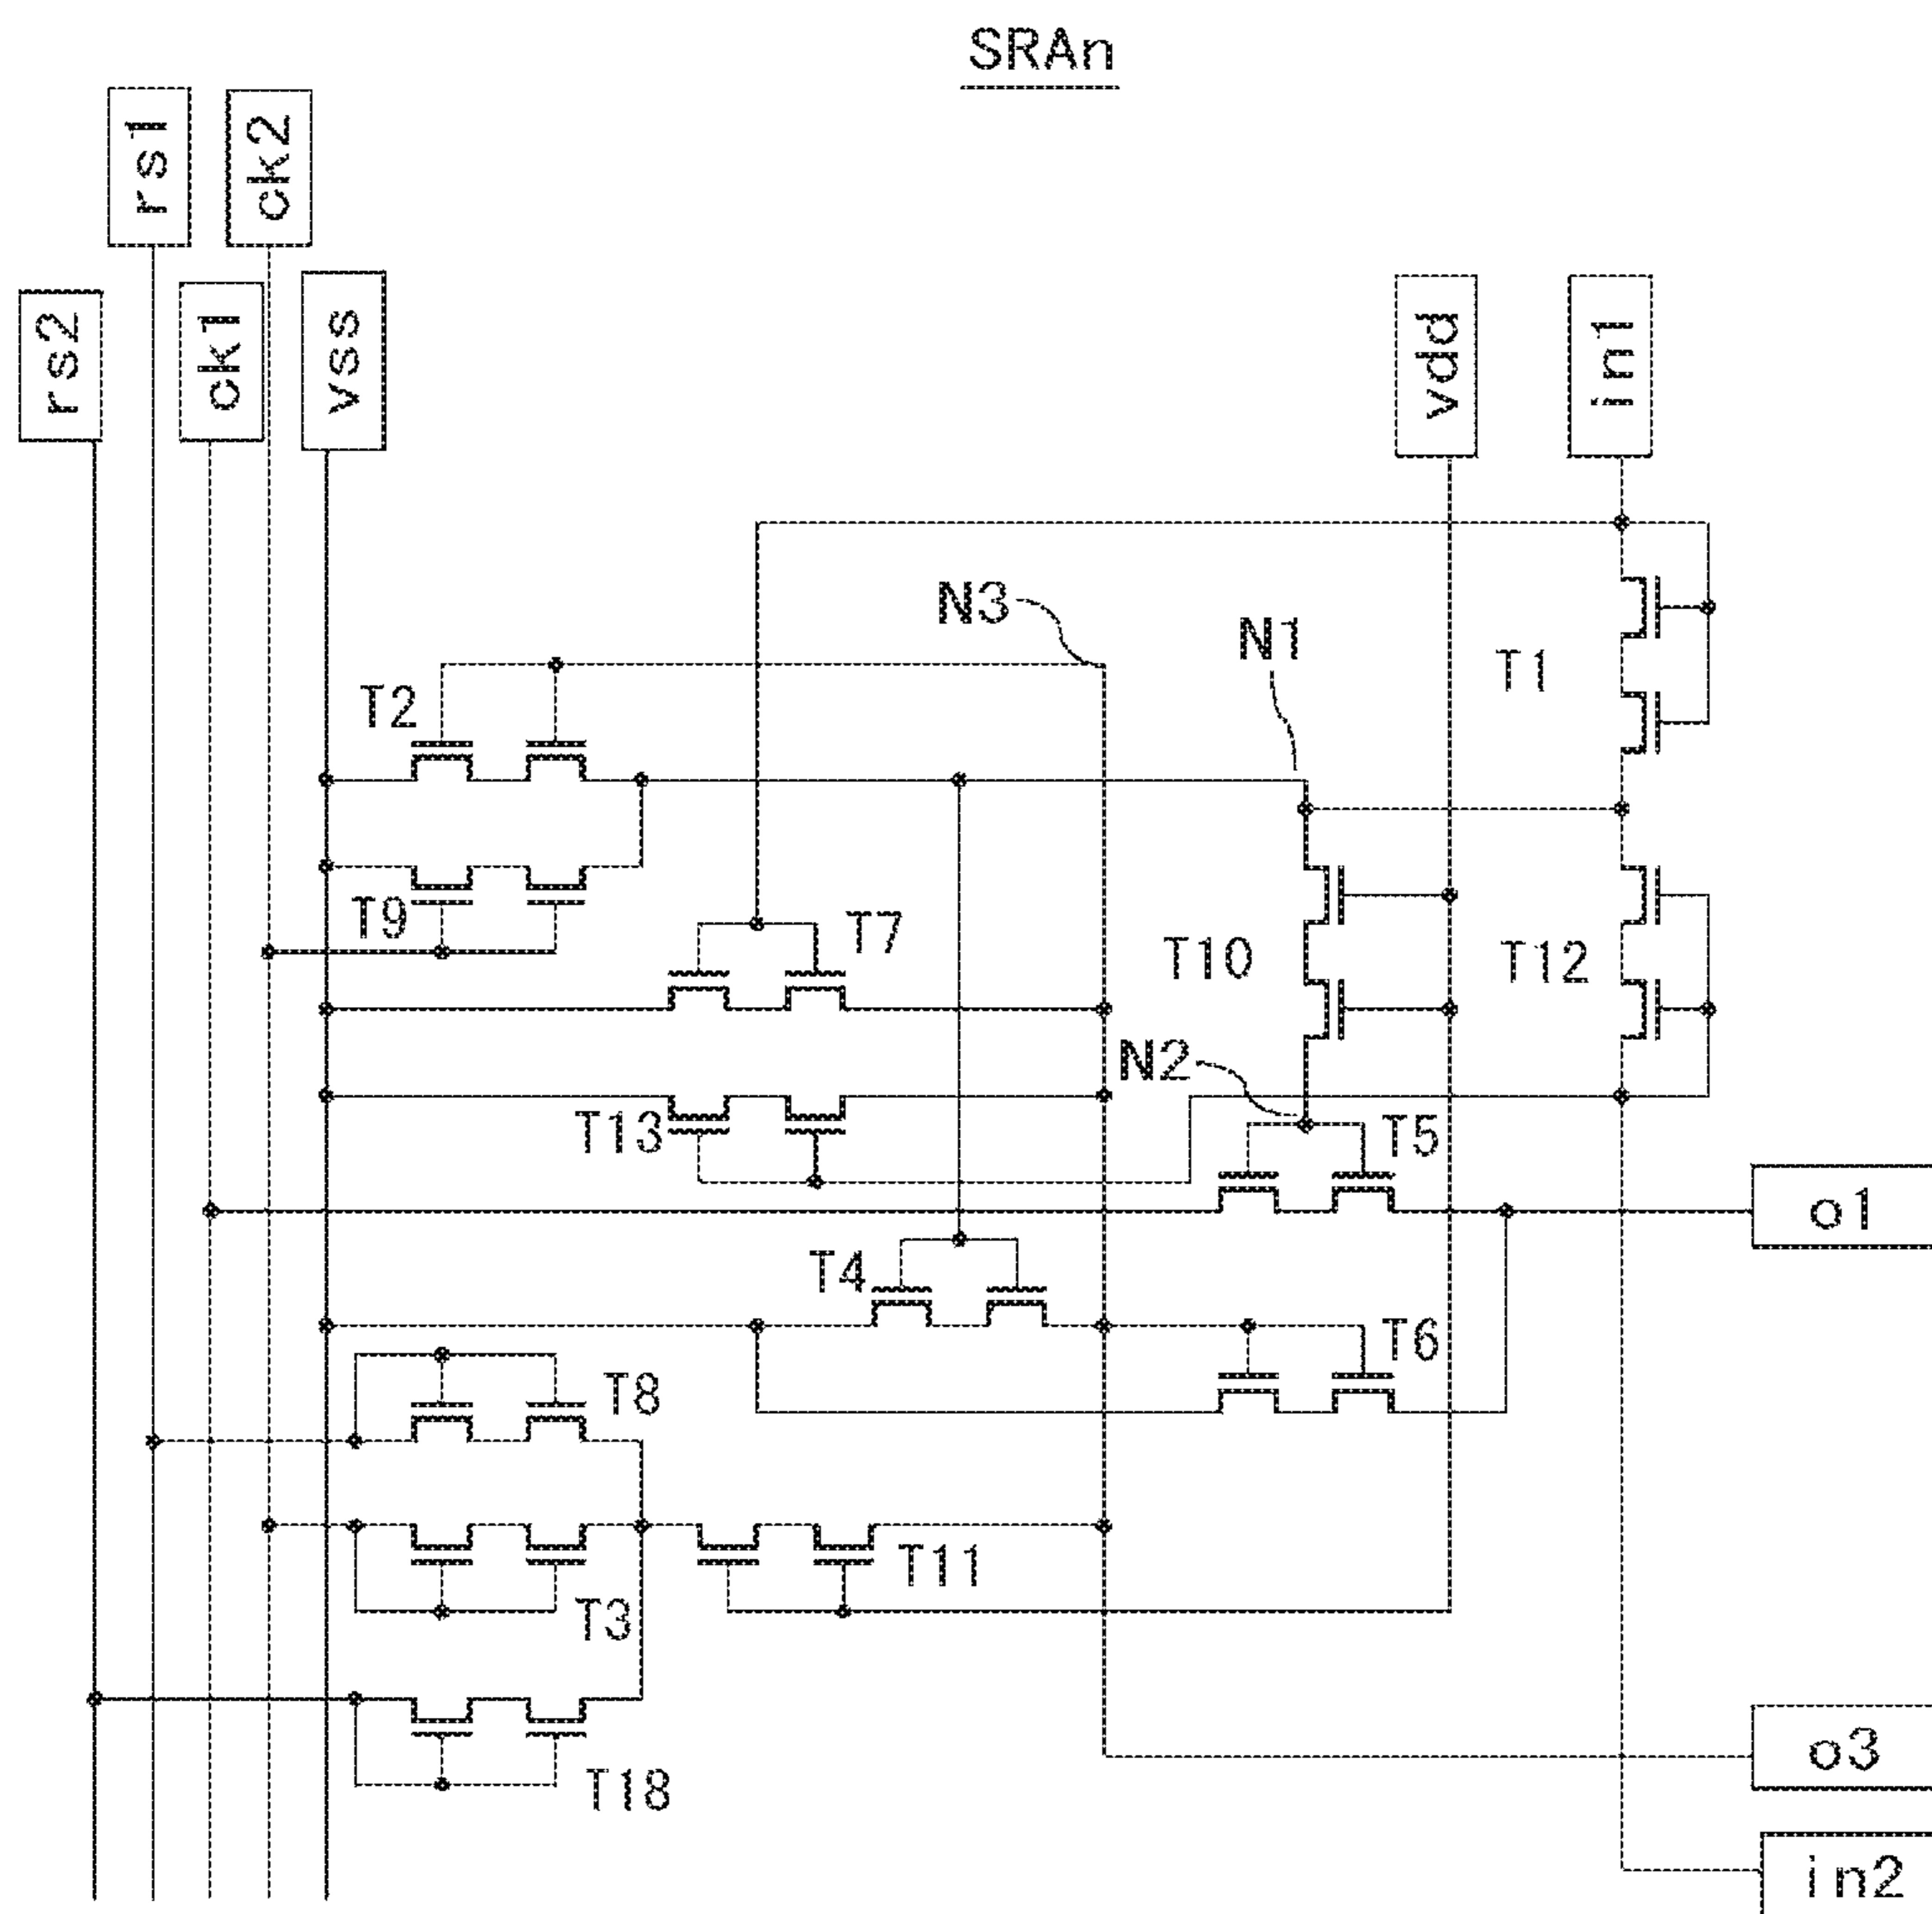 SRAn
rs1
ck2
rs2
ck1
vss
vdd
in1
N3
N1
T1
T2
T9
T7
T10
T12
N2
T13
T5
o1
T4
T6
T8
T11
T3
o3
T18
in2